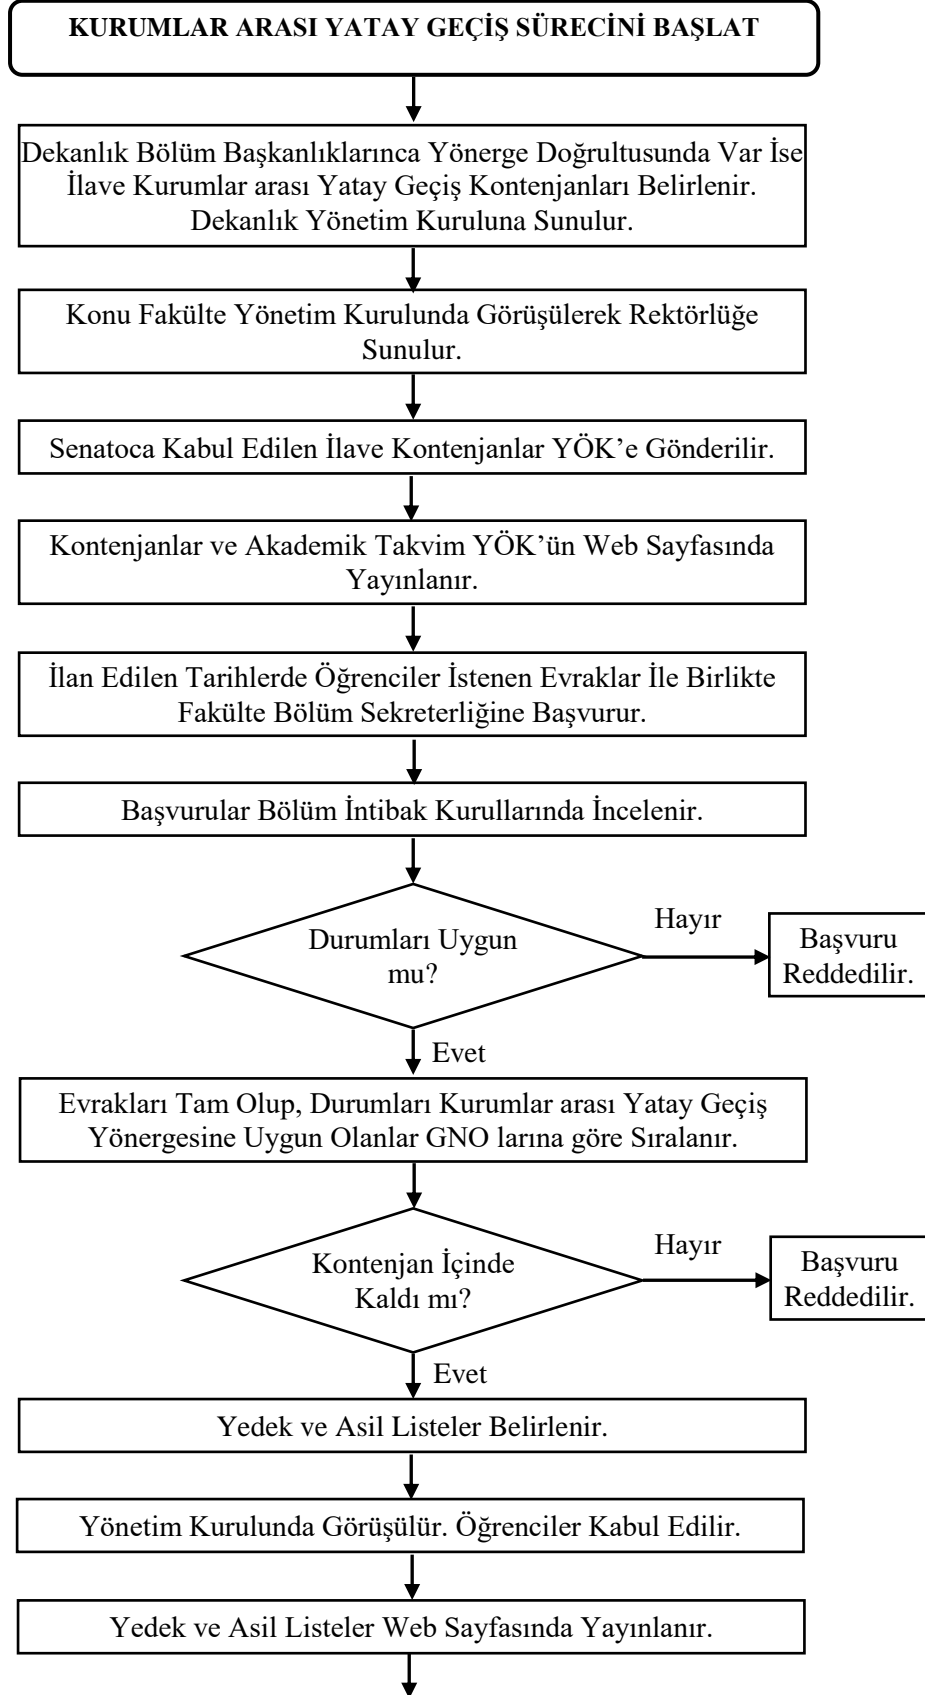 KURUMLAR ARASI YATAY GEÇİŞ SÜRECİNİ BAŞLAT
Dekanlık Bölüm Başkanlıklarınca Yönerge Doğrultusunda Var İse
İlave Kurumlar arası Yatay Geçiş Kontenjanları Belirlenir.
Dekanlık Yönetim Kuruluna Sunulur.
Konu Fakülte Yönetim Kurulunda Görüşülerek Rektörlüğe
Sunulur.
Senatoca Kabul Edilen İlave Kontenjanlar YÖK’e Gönderilir.
Kontenjanlar ve Akademik Takvim YÖK’ün Web Sayfasında
Yayınlanır.
İlan Edilen Tarihlerde Öğrenciler İstenen Evraklar İle Birlikte
Fakülte Bölüm Sekreterliğine Başvurur.
Başvurular Bölüm İntibak Kurullarında İncelenir.
Durumları Uygun
mu?
Hayır
Başvuru
Reddedilir.
Evet
Evrakları Tam Olup, Durumları Kurumlar arası Yatay Geçiş
Yönergesine Uygun Olanlar GNO larına göre Sıralanır.
Kontenjan İçinde
Kaldı mı?
Hayır
Başvuru
Reddedilir.
Evet
Yedek ve Asil Listeler Belirlenir.
Yönetim Kurulunda Görüşülür. Öğrenciler Kabul Edilir.
Yedek ve Asil Listeler Web Sayfasında Yayınlanır.